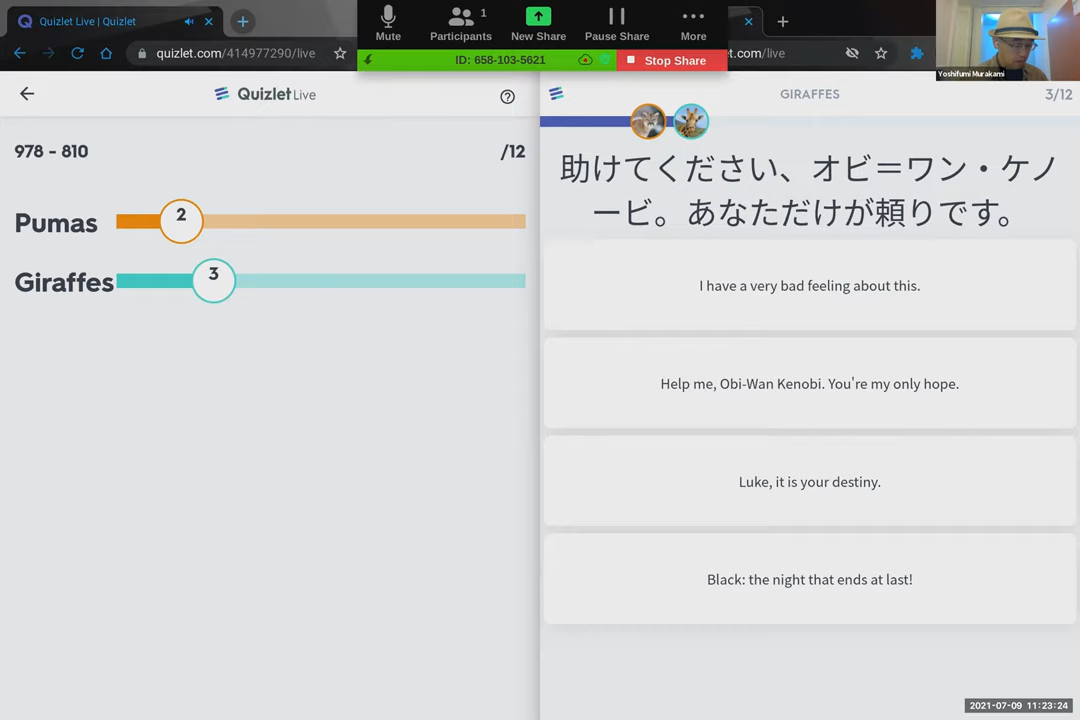 Quizlet Live | Quizlet
quizlet.com/414977290/live
Mute
Participants
1
New Share
Pause Share
More
ID: 658-103-5621
Stop Share
t.com/live
Yoshifumi Murakami
Quizlet Live
978 - 810
/12
Pumas
2
Giraffes
3
GIRAFFES
3/12
助けてください、オビ＝ワン・ケノ
ービ。あなただけが頼りです。
I have a very bad feeling about this.
Help me, Obi-Wan Kenobi. You're my only hope.
Luke, it is your destiny.
Black: the night that ends at last!
2021-07-09 11:23:24